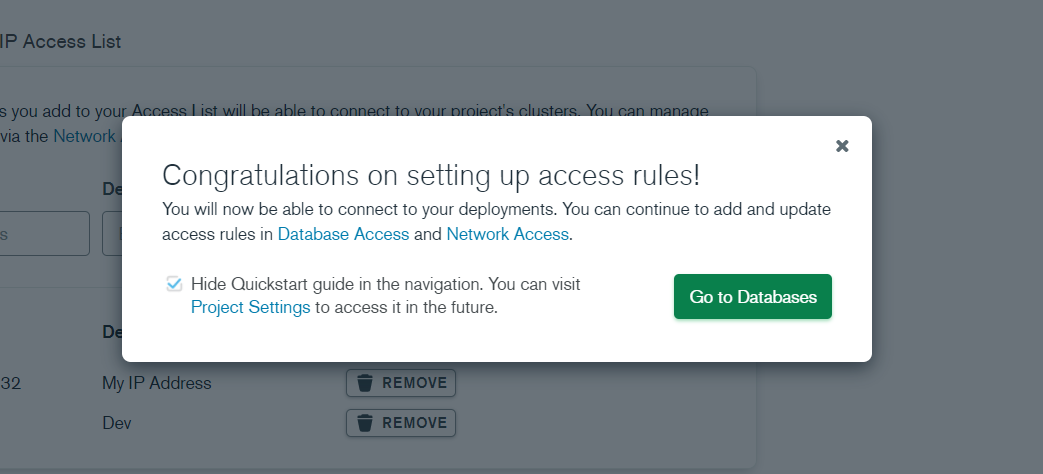 IP Access List
s you add to your Access List will be able to connect to your project's clusters. You can manage
via the Network
Congratulations on setting up access rules!
You will now be able to connect to your deployments. You can continue to add and update
access rules in Database Access and Network Access.
Hide Quickstart guide in the navigation. You can visit
Project Settings to access it in the future.
Go to Databases
32 My IP Address REMOVE
Dev REMOVE